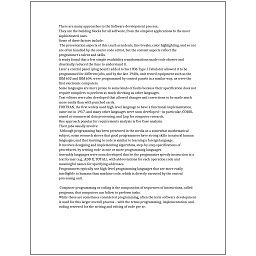 There are many approaches to the Software development process.
They are the building blocks for all software, from the simplest applications to the most sophisticated ones.
Some of these factors include:
The presentation aspects of this (such as indents, line breaks, color highlighting, and so on) are often handled by the source code editor, but the content aspects reflect the programmer's talent and skills.
It really found that a few simple readability transformations made code shorter and drastically reduced the time to understand it.
Later a control panel (plug board) added to his 1906 Type I Tabulator allowed it to be programmed for different jobs, and by the late 1940s, unit record equipment such as the IBM 602 and IBM 604, were programmed by control panels in a similar way, as were the first electronic computers.
Some languages are more prone to some kinds of faults because their specification does not require compilers to perform as much checking as other languages.
Text editors were also developed that allowed changes and corrections to be made much more easily than with punched cards.
FORTRAN, the first widely used high-level language to have a functional implementation, came out in 1957, and many other languages were soon developed—in particular, COBOL aimed at commercial data processing, and Lisp for computer research.
One approach popular for requirements analysis is Use Case analysis.
Their jobs usually involve:
Although programming has been presented in the media as a somewhat mathematical subject, some research shows that good programmers have strong skills in natural human languages, and that learning to code is similar to learning a foreign language.
It involves designing and implementing algorithms, step-by-step specifications of procedures, by writing code in one or more programming languages.
Assembly languages were soon developed that let the programmer specify instruction in a text format (e.g., ADD X, TOTAL), with abbreviations for each operation code and meaningful names for specifying addresses.
Programmers typically use high-level programming languages that are more easily intelligible to humans than machine code, which is directly executed by the central processing unit.
Computer programming or coding is the composition of sequences of instructions, called programs, that computers can follow to perform tasks.
While these are sometimes considered programming, often the term software development is used for this larger overall process – with the terms programming, implementation, and coding reserved for the writing and editing of code per se.